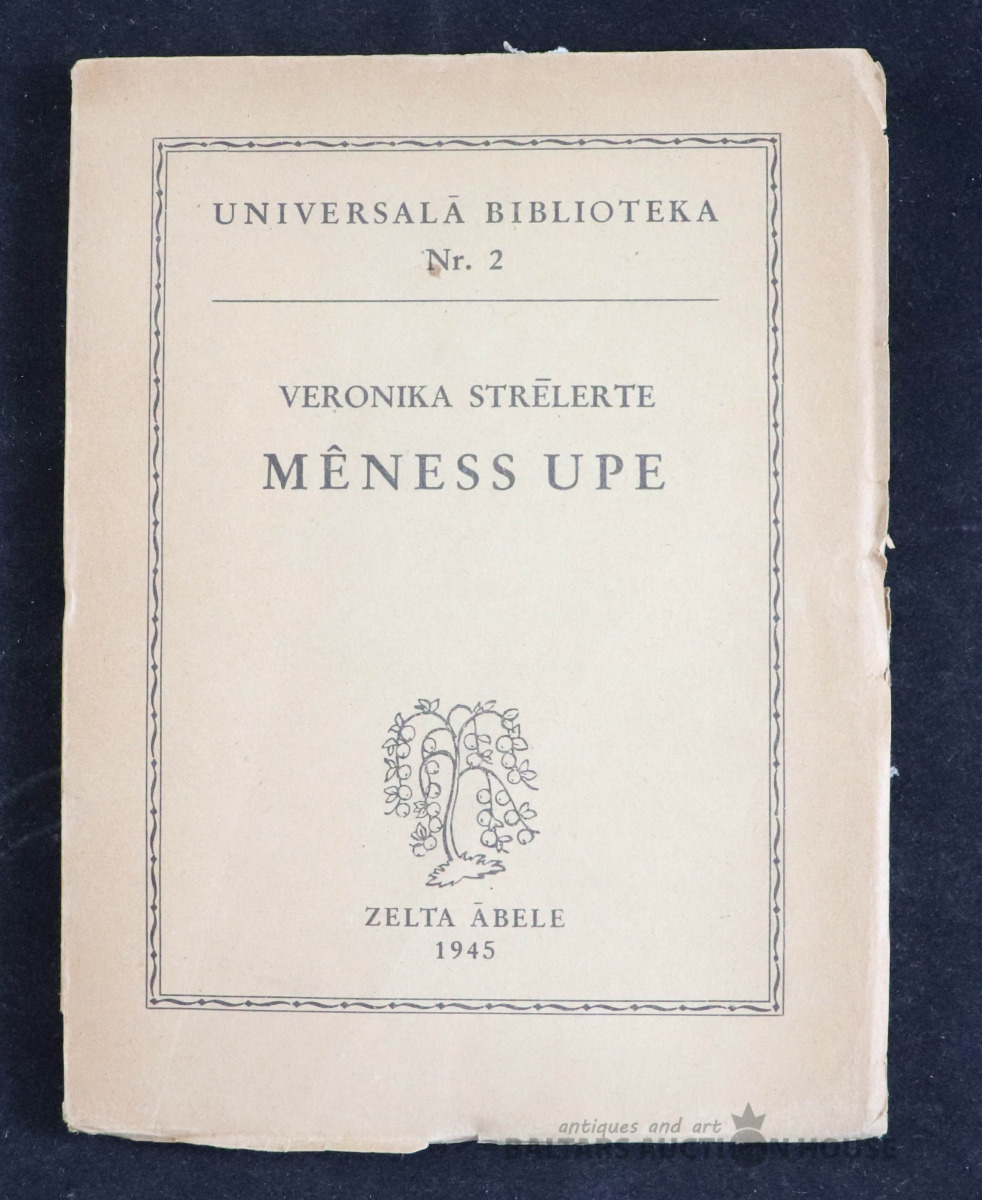 UNIVERSALĀ BIBLIOTEKA
Nr. 2
VERONIKA STRĒLERTE
MÊNESS UPE
ZELTA ĀBELE
1945
antiques and art
BALTARS AUCTION HOUSE